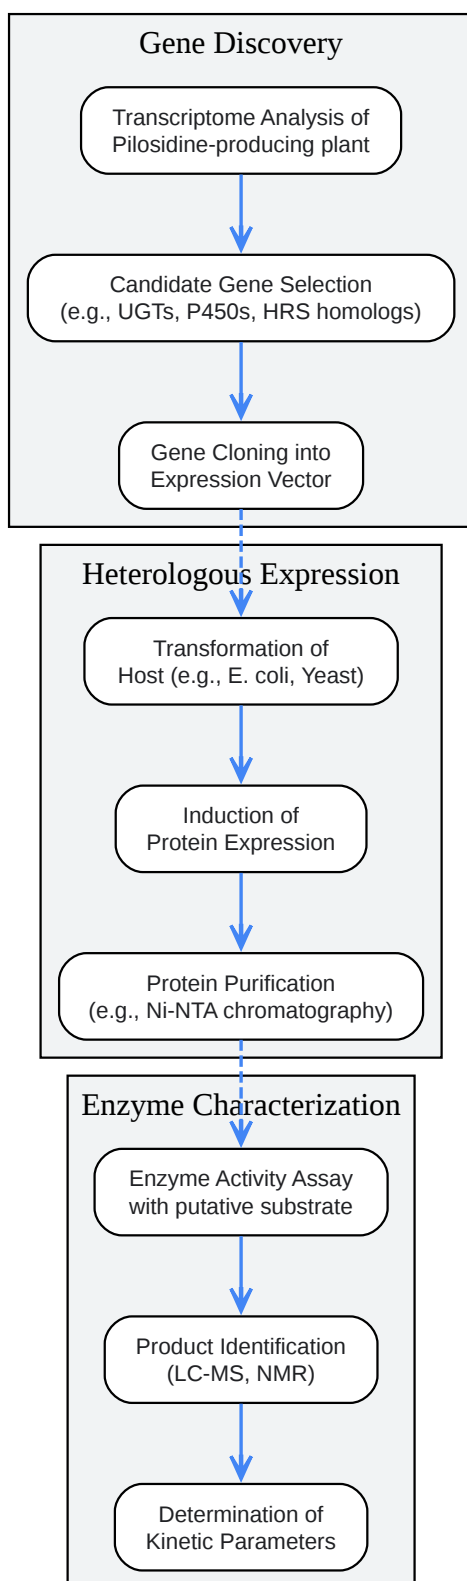 Gene Discovery
Transcriptome Analysis of
Pilosidine-producing plant
Candidate Gene Selection
(e.g., UGTs, P450s, HRS homologs)
Gene Cloning into
Expression Vector
Heterologous Expression
Transformation of
Host (e.g., E. coli, Yeast)
Induction of
Protein Expression
Protein Purification
(e.g., Ni-NTA chromatography)
Enzyme Characterization
Enzyme Activity Assay
with putative substrate
Product Identification
(LC-MS, NMR)
Determination of
Kinetic Parameters